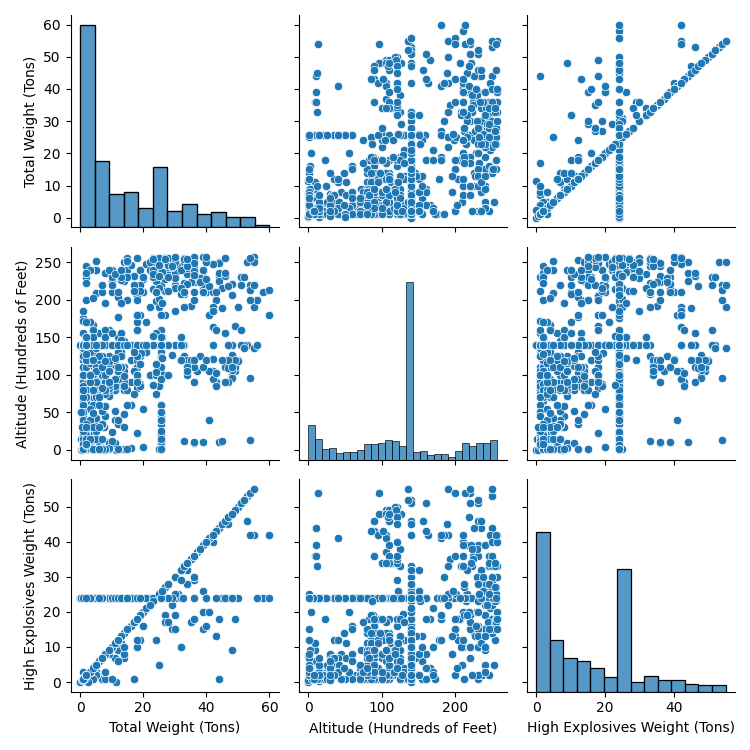 60
50
40
30
20
10
0
Total Weight (Tons)
250
200
150
100
50
0
Altitude (Hundreds of Feet)
50
40
30
20
10
0
High Explosives Weight (Tons)
0 20 40 60
0 100 200
0 20 40
Total Weight (Tons)
Altitude (Hundreds of Feet)
High Explosives Weight (Tons)